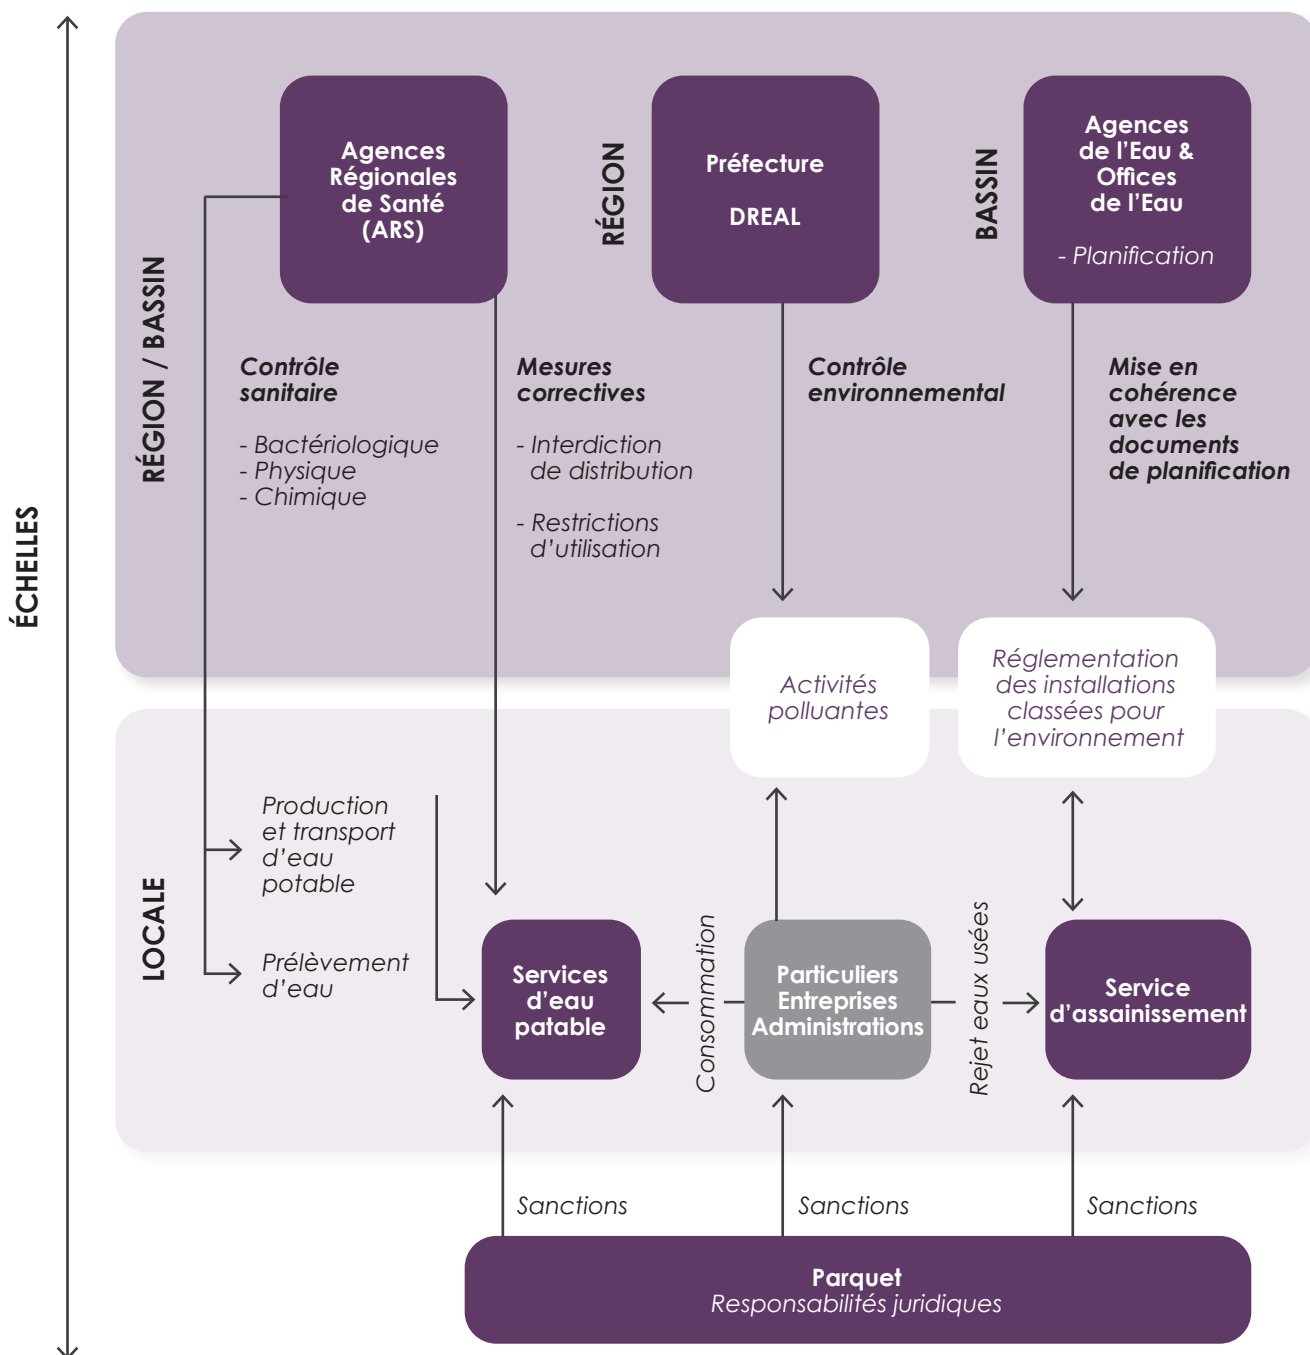 ÉCHELLES
RÉGION / BASSIN
Agences
Régionales
de Santé
(ARS)
RÉGION
Préfecture
DREAL
BASSIN
Agences
de l'Eau &
Offices
de l'Eau
- Planification
Contrôle
sanitaire
- Bactériologique
- Physique
- Chimique
Mesures
correctives
- Interdiction
de distribution
- Restrictions
d'utilisation
Contrôle
environnemental
Mise en
cohérence
avec les
documents
de planification
Activités
polluantes
Réglementation
des installations
classées pour
l'environnement
LOCALE
Production
et transport
d'eau
potable
Prélèvement
d'eau
Services
d'eau
patable
Consommation
Particuliers
Entreprises
Administrations
Rejet eaux usées
Service
d'assainissement
Sanctions
Sanctions
Sanctions
Parquet
Responsabilités juridiques